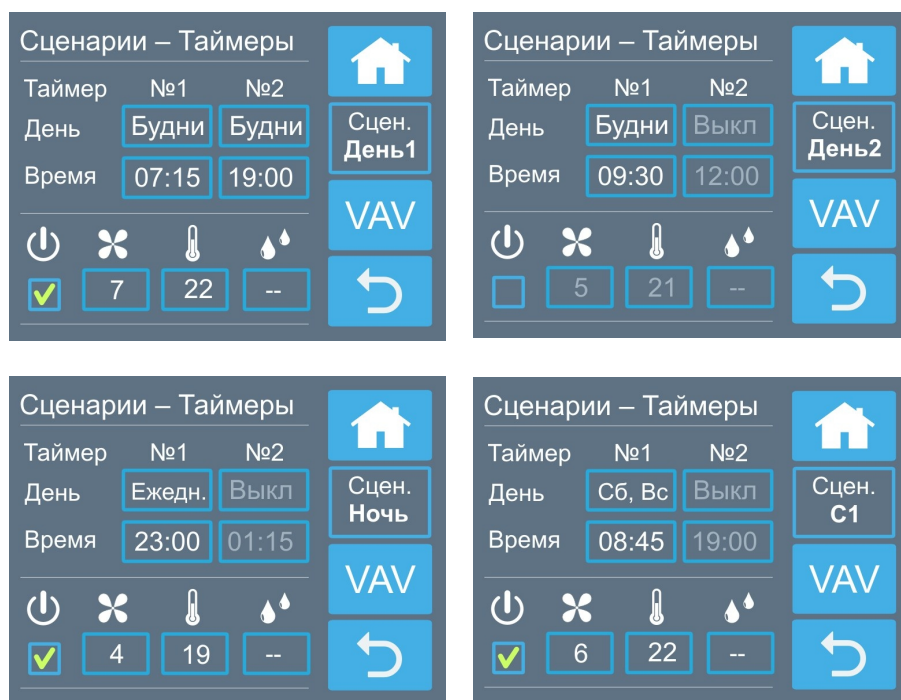 Сценарии – Таймеры
Таймер №1 №2
День Будни Будни
Время 07:15 19:00
7 22 --
Сцен.
День1
VAV
Сценарии – Таймеры
Таймер №1 №2
День Будни Выкл
Время 09:30 12:00
5 21 --
Сцен.
День2
VAV
Сценарии – Таймеры
Таймер №1 №2
День Ежедн. Выкл
Время 23:00 01:15
4 19 --
Сцен.
Ночь
VAV
Сценарии – Таймеры
Таймер №1 №2
День Сб, Вс Выкл
Время 08:45 19:00
6 22 --
Сцен.
С1
VAV